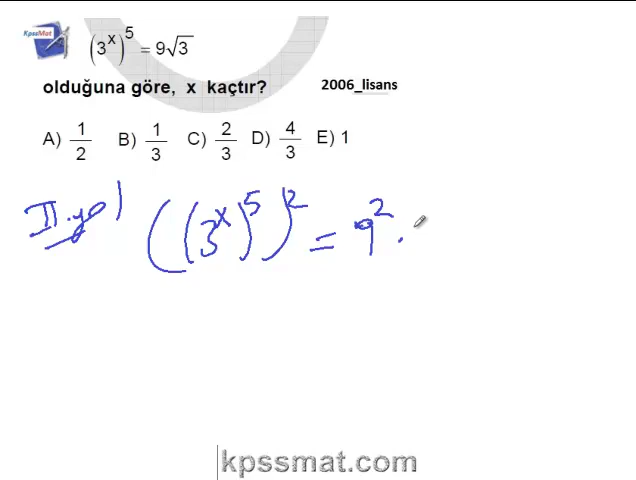 KpssMat
(3^x)^5 = 9√3
olduğuna göre, x kaçtır? 2006_lisans
A) 1/2 B) 1/3 C) 2/3 D) 4/3 E) 1
II. yol ((3^x)^5)^2 = 9^2 .
kpssmat.com